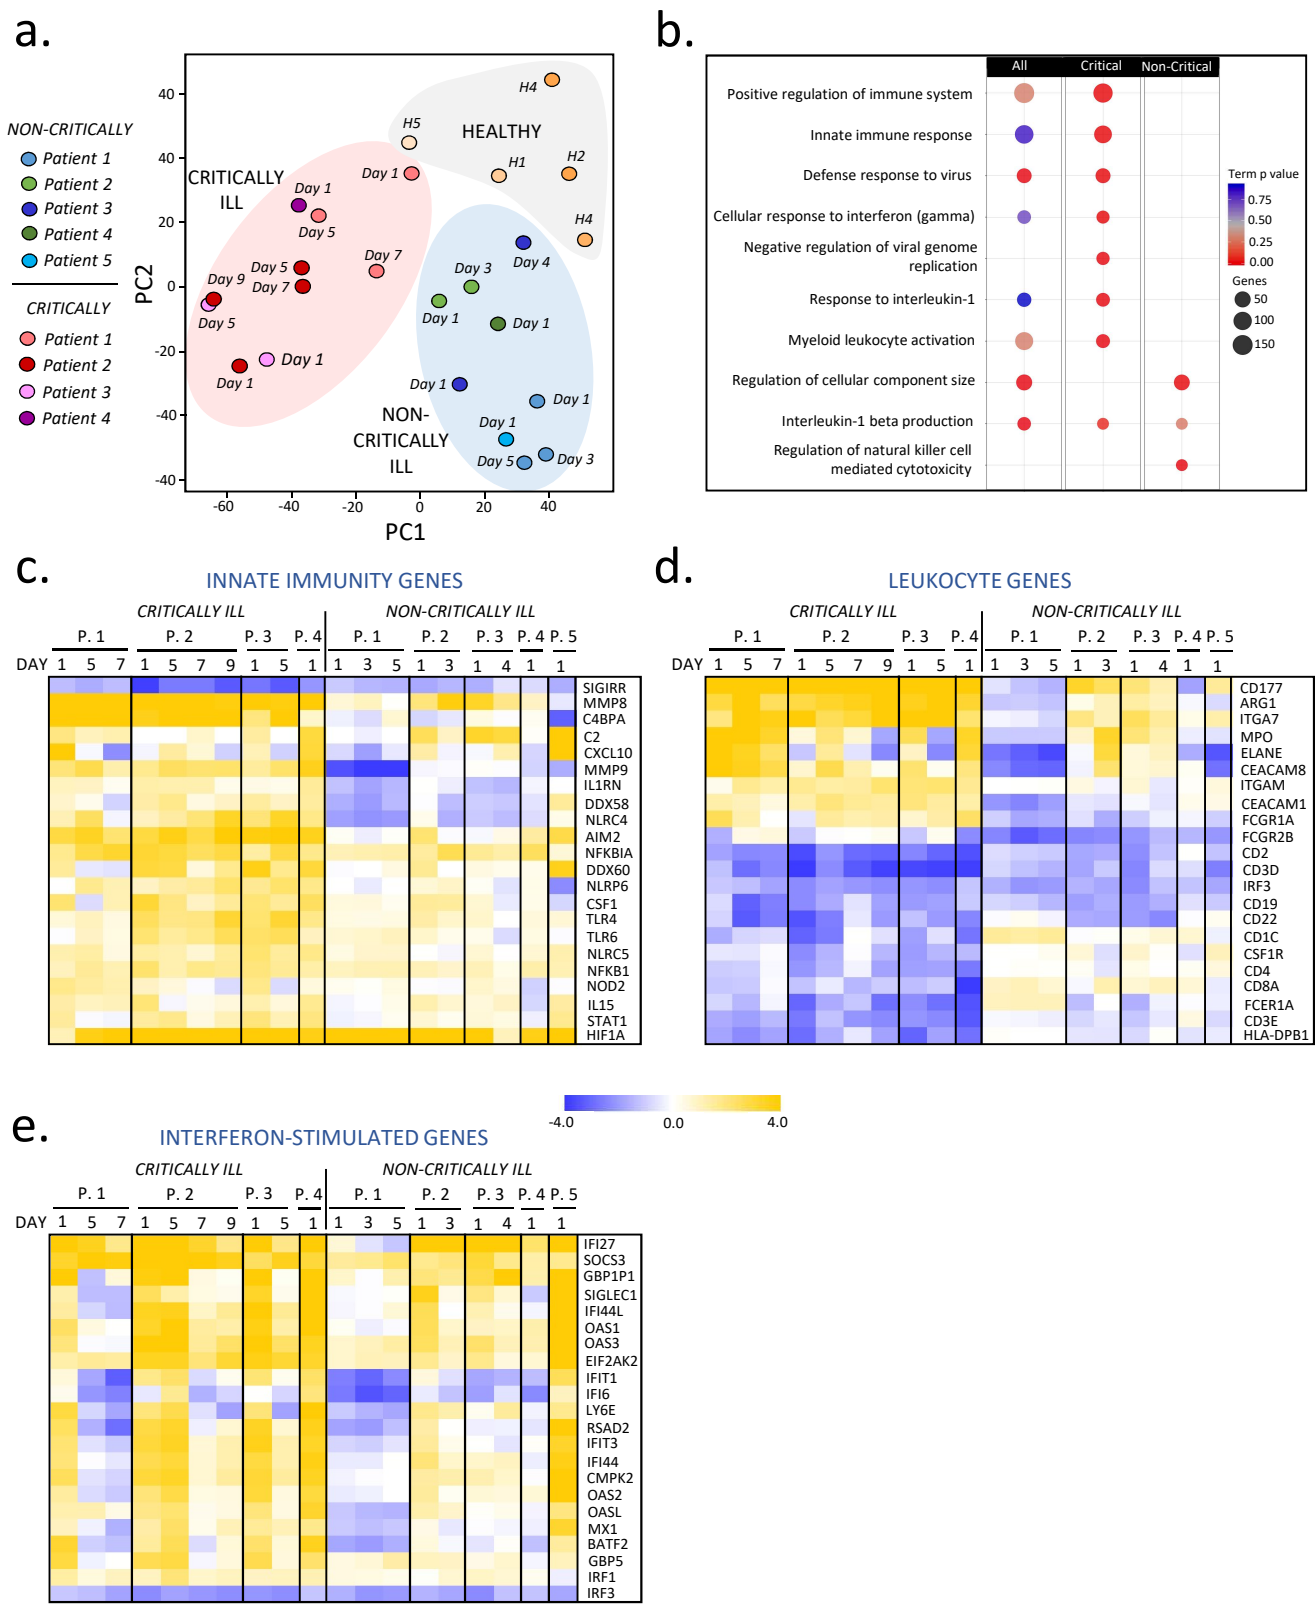 a.
NON-CRITICALLY
Patient 1
Patient 2
Patient 3
Patient 4
Patient 5
CRITICALLY
Patient 1
Patient 2
Patient 3
Patient 4
PC2
40
40
20
0
-20
-40
-40
-60
-40
-20
0
20
40
PC1
H4
H5
HEALTHY
H1
H2
H4
CRITICALLY
ILL
Day 1
Day 1
Day 5
Day 7
Day 5
Day 7
Day 9
Day 5
Day 1
Day 1
Day 4
Day 3
Day 1
Day 1
Day 1
Day 1
Day 1
Day 5
Day 3
NON-
CRITICALLY
ILL
b.
All Critical Non-Critical
Positive regulation of immune system
Innate immune response
Defense response to virus
Cellular response to interferon (gamma)
Negative regulation of viral genome
replication
Response to interleukin-1
Myeloid leukocyte activation
Regulation of cellular component size
Interleukin-1 beta production
Regulation of natural killer cell
mediated cytotoxicity
Term p value
0.75
0.50
0.25
0.00
Genes
50
100
150
c.
INNATE IMMUNITY GENES
CRITICALLY ILL NON-CRITICALLY ILL
P. 1 P. 2 P. 3 P. 4 P. 1 P. 2 P. 3 P. 4 P. 5
DAY 1 5 7 1 5 7 9 1 5 1 1 3 5 1 3 1 4 1 1
SIGIRR
MMP8
C4BPA
C2
CXCL10
MMP9
IL1RN
DDX58
NLRC4
AIM2
NFKBIA
DDX60
NLRP6
CSF1
TLR4
TLR6
NLRC5
NFKB1
NOD2
IL15
STAT1
HIF1A
d.
LEUKOCYTE GENES
CRITICALLY ILL NON-CRITICALLY ILL
P. 1 P. 2 P. 3 P. 4 P. 1 P. 2 P. 3 P. 4 P. 5
DAY 1 5 7 1 5 7 9 1 5 1 1 3 5 1 3 1 4 1 1
CD177
ARG1
ITGA7
MPO
ELANE
CEACAM8
ITGAM
CEACAM1
FCGR1A
FCGR2B
CD2
CD3D
IRF3
CD19
CD22
CD1C
CSF1R
CD4
CD8A
FCER1A
CD3E
HLA-DPB1
-4.0 0.0 4.0
e.
INTERFERON-STIMULATED GENES
CRITICALLY ILL NON-CRITICALLY ILL
P. 1 P. 2 P. 3 P. 4 P. 1 P. 2 P. 3 P. 4 P. 5
DAY 1 5 7 1 5 7 9 1 5 1 1 3 5 1 3 1 4 1 1
IFI27
SOCS3
GBP1P1
SIGLEC1
IFI44L
OAS1
OAS3
EIF2AK2
IFIT1
IFI6
LY6E
RSAD2
IFIT3
IFI44
CMPK2
OAS2
OASL
MX1
BATF2
GBP5
IRF1
IRF3